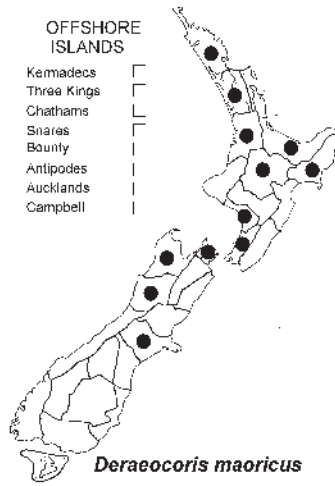 OFFSHORE
ISLANDS
Kermadecs
Three Kings
Chathams
Snares
Bounty
Antipodes
Aucklands
Campbell
Deraeocoris maoricus